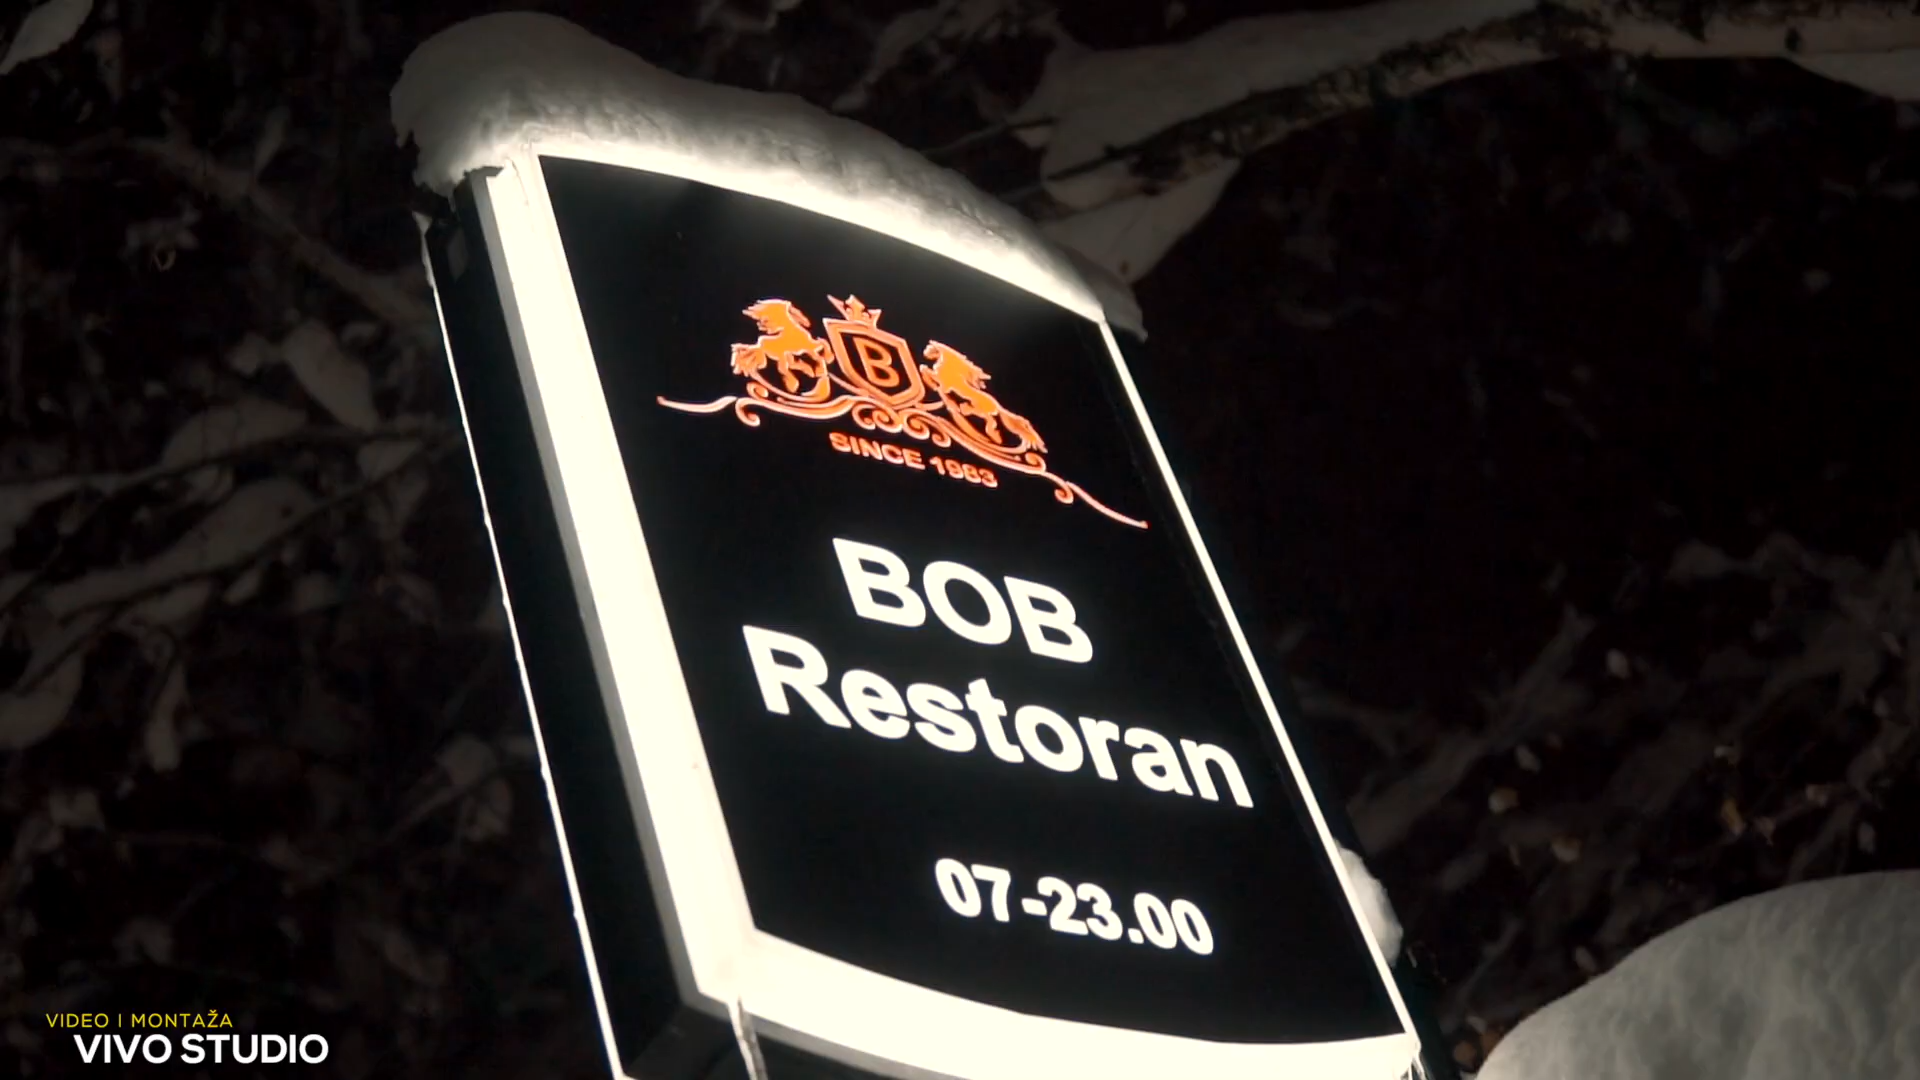 B
SINCE 1983
BOB
Restoran
07-23.00
VIDEO I MONTAŽA
VIVO STUDIO